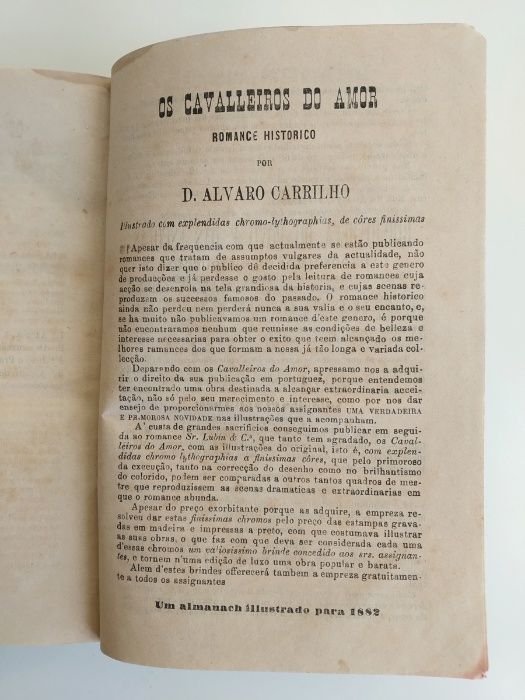 OS CAVALLEIROS DO AMOR
ROMANCE HISTORICO
POR
D. ALVARO CARRILHO
Illustrado com explendidas chromo-lythographias, de côres finissimas
Apesar da frequencia com que actualmente se estão publicando
romances que tratam de assumptos vulgares da actualidade, não
quer isto dizer que o publico dê decidida preferencia a este genero
de producções e já perdesse o gosto pela leitura de romances cuja
acção se desenrola na tela grandiosa da historia, e cujas scenas re-
produzem os successos famosos do passado. O romance historico
ainda não perdeu nem perderá nunca a sua valia e o seu encanto, e,
se ha muito não publicavamos um romance d'este genero, é porque
não encontraramos nenhum que reunisse as condições de belleza e
interesse necessarias para obter o exito que teem alcançado os me-
lhores ramances dos que formam a nossa já tão longa e variada col-
lecção.
Deparando com os Cavalleiros do Amor, apressamo nos a adqui-
rir o direito da sua publicação em portuguez, porque entendemos
ter encontrado uma obra destinada a alcançar extraordinaria accei-
tação, não só pelo seu merecimento e interesse, como por nos dar
ensejo de proporcionarmos aos nossos assignantes UMA VERDADEIRA
E PRIMOROSA NOVIDADE nas illustrações que a acompanham.
A' custa de grandes sacrificios conseguimos publicar em segui-
da ao romance Sr. Lubin & C.ª, que tanto tem agradado, os Caval-
leiros do Amor, com as illustrações do original, isto é, com explen-
didas chromo lythographias a finissimas côres, que pelo primoroso
da execução, tanto na correcção do desenho como no brilhantismo
do colorido, podem ser comparadas a outros tantos quadros de mes-
tre que reproduzissem as scenas dramaticas e extraordinarias em
que o romance abunda.
Apesar do preço exorbitante porque as adquire, a empreza re-
solveu dar estas finissimas chromos pelo preço das estampas grava-
das em madeira e impressas a preto, com que costumava illustrar
as suas obras, o que faz com que deva ser considerada cada uma
d'essas chromos um valiosissimo brinde concedido aos srs. assignan-
tes, e tornem n'uma edição de luxo uma obra popular e barata.
Alem d'estes brindes offerecerá tambem a empreza gratuitamen-
te a todos os assignantes
Um almanach illustrado para 1882